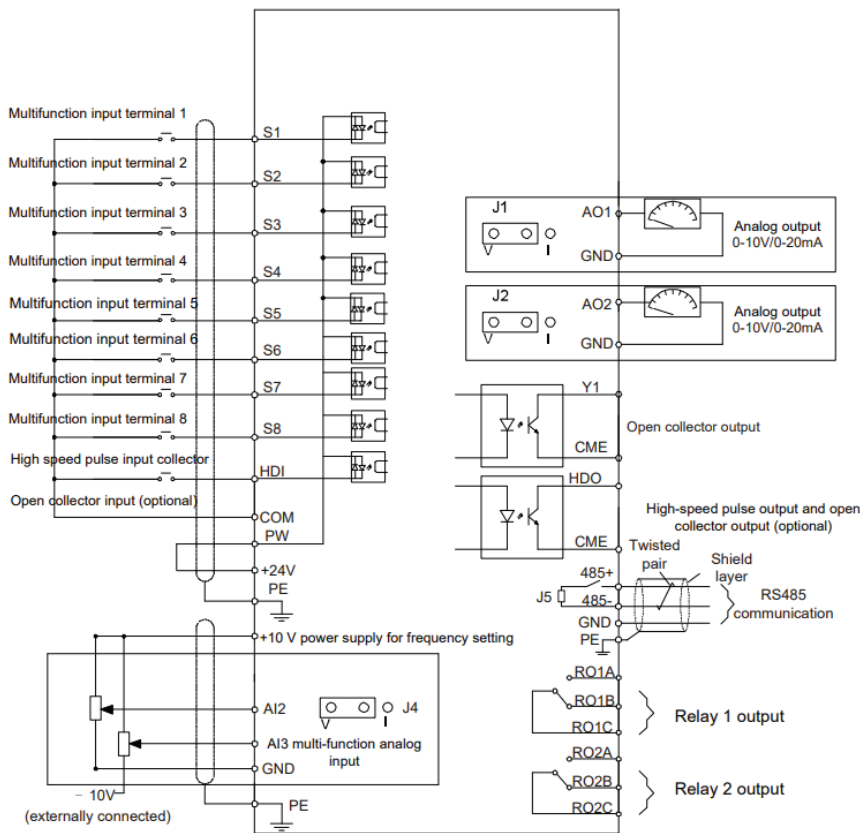 Multifunction input terminal 1
S1
Multifunction input terminal 2
S2
Multifunction input terminal 3
S3
Multifunction input terminal 4
S4
Multifunction input terminal 5
S5
Multifunction input terminal 6
S6
Multifunction input terminal 7
S7
Multifunction input terminal 8
S8
High speed pulse input collector
HDI
Open collector input (optional)
COM
PW
+24V
PE
+10 V power supply for frequency setting
AI2
V
I
J4
AI3 multi-function analog
input
GND
- 10V
(externally connected)
PE
J1
V
I
AO1
GND
Analog output
0-10V/0-20mA
J2
V
I
AO2
GND
Analog output
0-10V/0-20mA
Y1
CME
Open collector output
HDO
CME
High-speed pulse output and open
collector output (optional)
Twisted
pair
Shield
layer
485+
J5
485-
GND
PE
RS485
communication
RO1A
RO1B
RO1C
Relay 1 output
RO2A
RO2B
RO2C
Relay 2 output